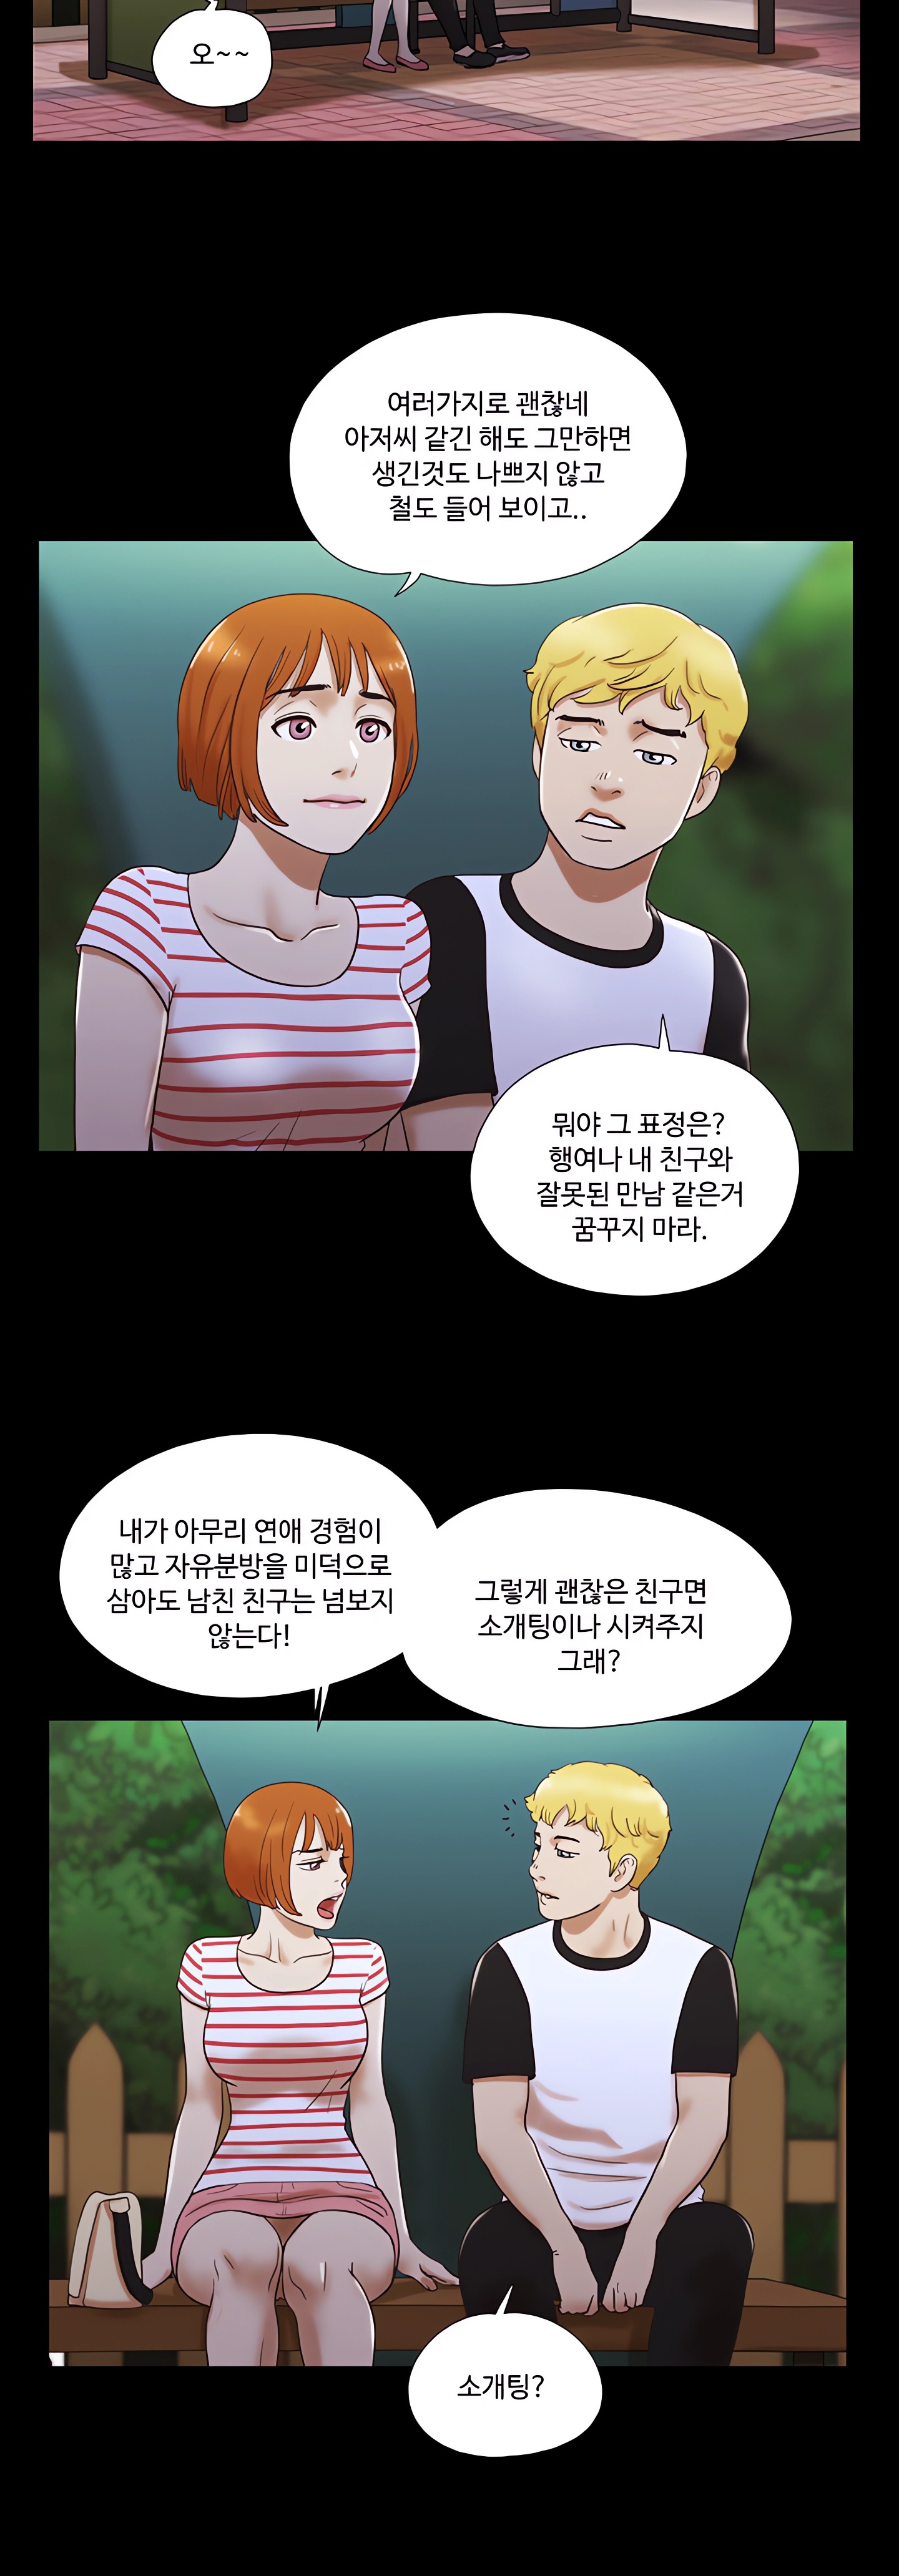 오~~
여러가지로 괜찮네
아저씨 같긴 해도 그만하면
생긴것도 나쁘지 않고
철도 들어 보이고..
뭐야 그 표정은?
행여나 내 친구와
잘못된 만남 같은거
꿈꾸지 마라.
내가 아무리 연애 경험이
많고 자유분방을 미덕으로
삼아도 남친 친구는 넘보지
않는다!
그렇게 괜찮은 친구면
소개팅이나 시켜주지
그래?
소개팅?